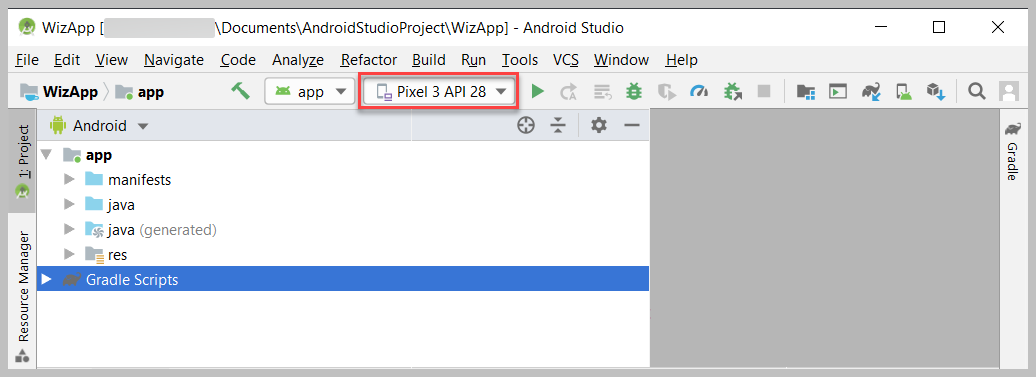 WizApp [ \Documents\AndroidStudioProject\WizApp] - Android Studio
File Edit View Navigate Code Analyze Refactor Build Run Tools VCS Window Help
WizApp app app Pixel 3 API 28
1: Project
Android
app
manifests
java
java (generated)
res
Gradle Scripts
Resource Manager
Gradle